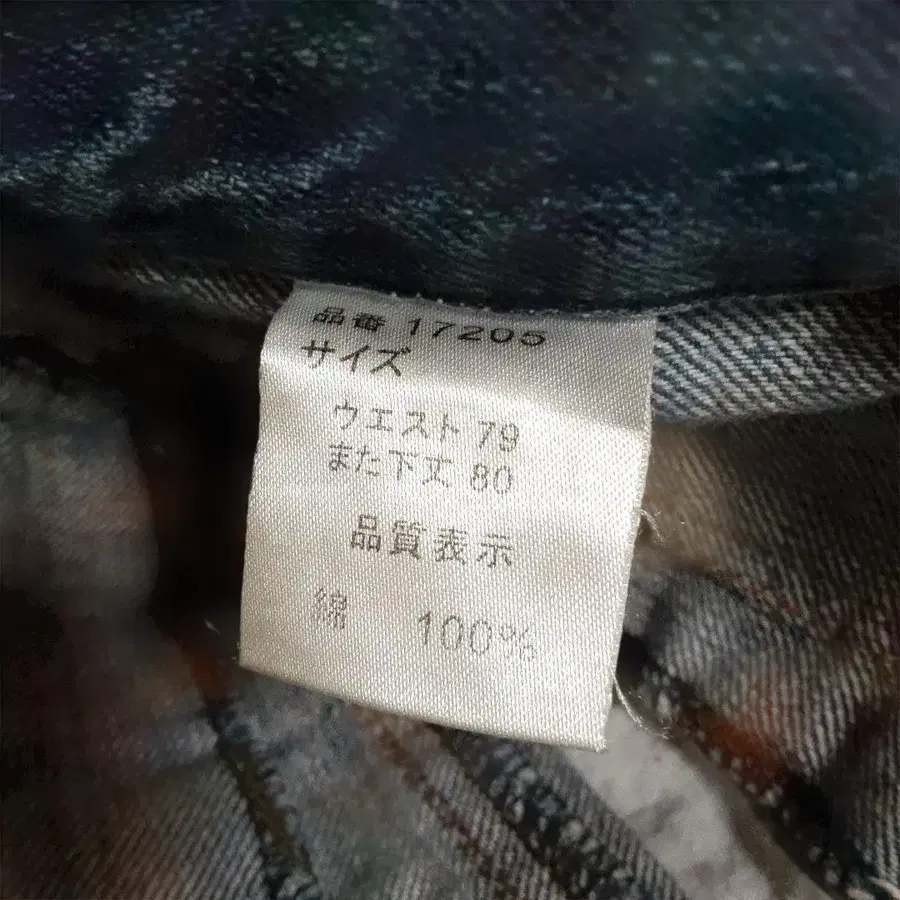 品番 17205
サイズ
ウエスト 79
また下丈 80
品質表示
綿 100%